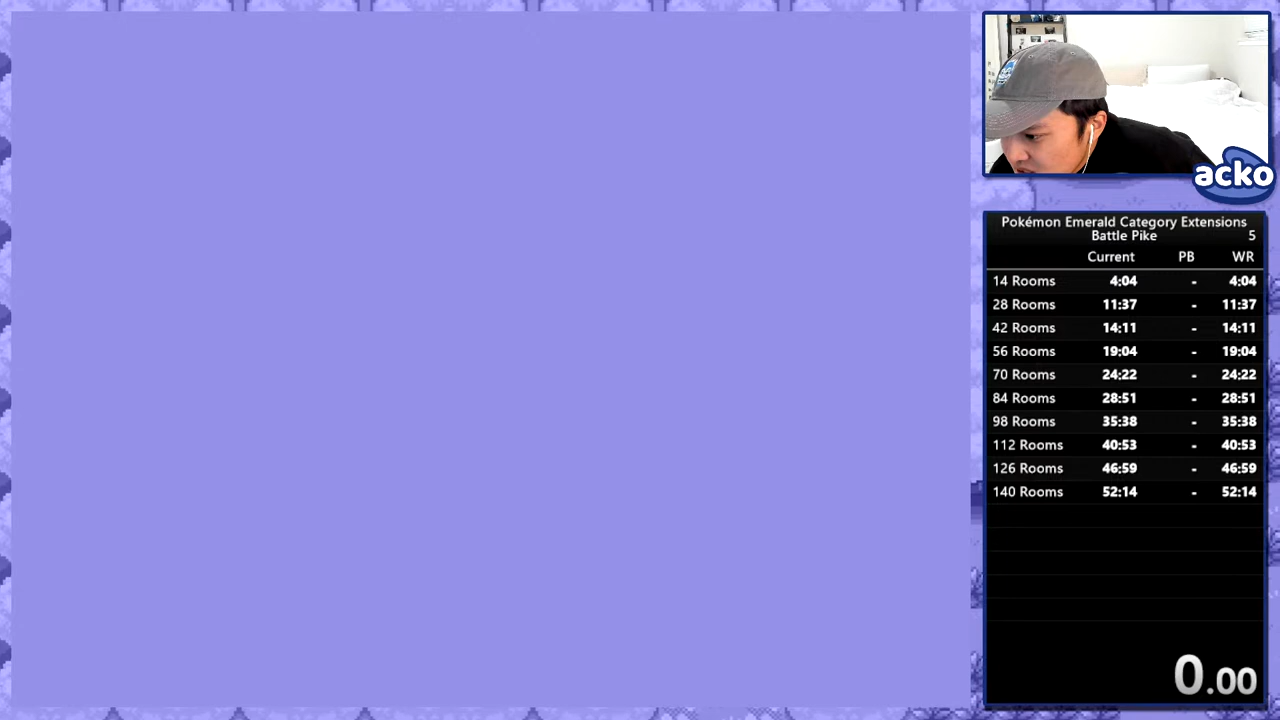 acko
Pokémon Emerald Category Extensions
Battle Pike 5
Current PB WR
14 Rooms 4:04 - 4:04
28 Rooms 11:37 - 11:37
42 Rooms 14:11 - 14:11
56 Rooms 19:04 - 19:04
70 Rooms 24:22 - 24:22
84 Rooms 28:51 - 28:51
98 Rooms 35:38 - 35:38
112 Rooms 40:53 - 40:53
126 Rooms 46:59 - 46:59
140 Rooms 52:14 - 52:14
0.00